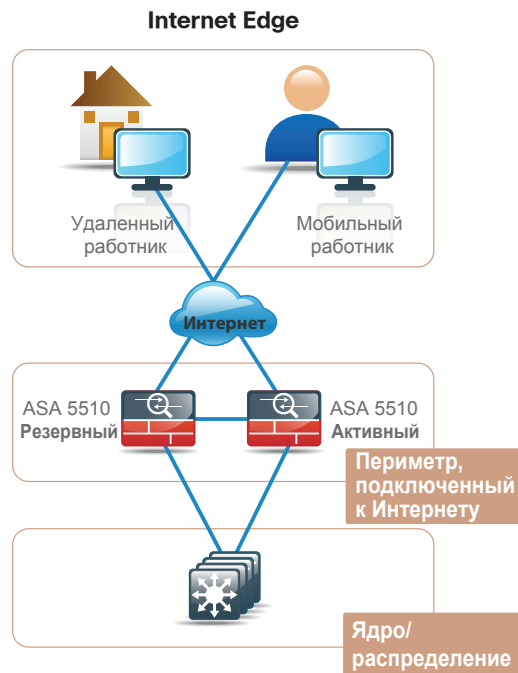 Internet Edge
Удаленный
работник
Мобильный
работник
Интернет
ASA 5510
Резервный
ASA 5510
Активный
Периметр,
подключенный
к Интернету
Ядро/
распределение